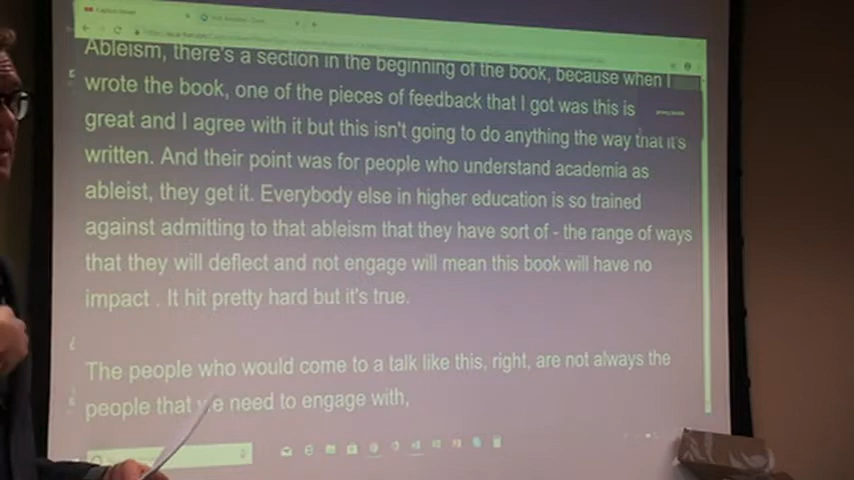 Ableism, there's a section in the beginning of the book, because when I
wrote the book, one of the pieces of feedback that I got was this is
great and I agree with it but this isn't going to do anything the way that it's
written. And their point was for people who understand academia as
ableist, they get it. Everybody else in higher education is so trained
against admitting to that ableism that they have sort of - the range of ways
that they will deflect and not engage will mean this book will have no
impact . It hit pretty hard but it's true.
The people who would come to a talk like this, right, are not always the
people that we need to engage with,